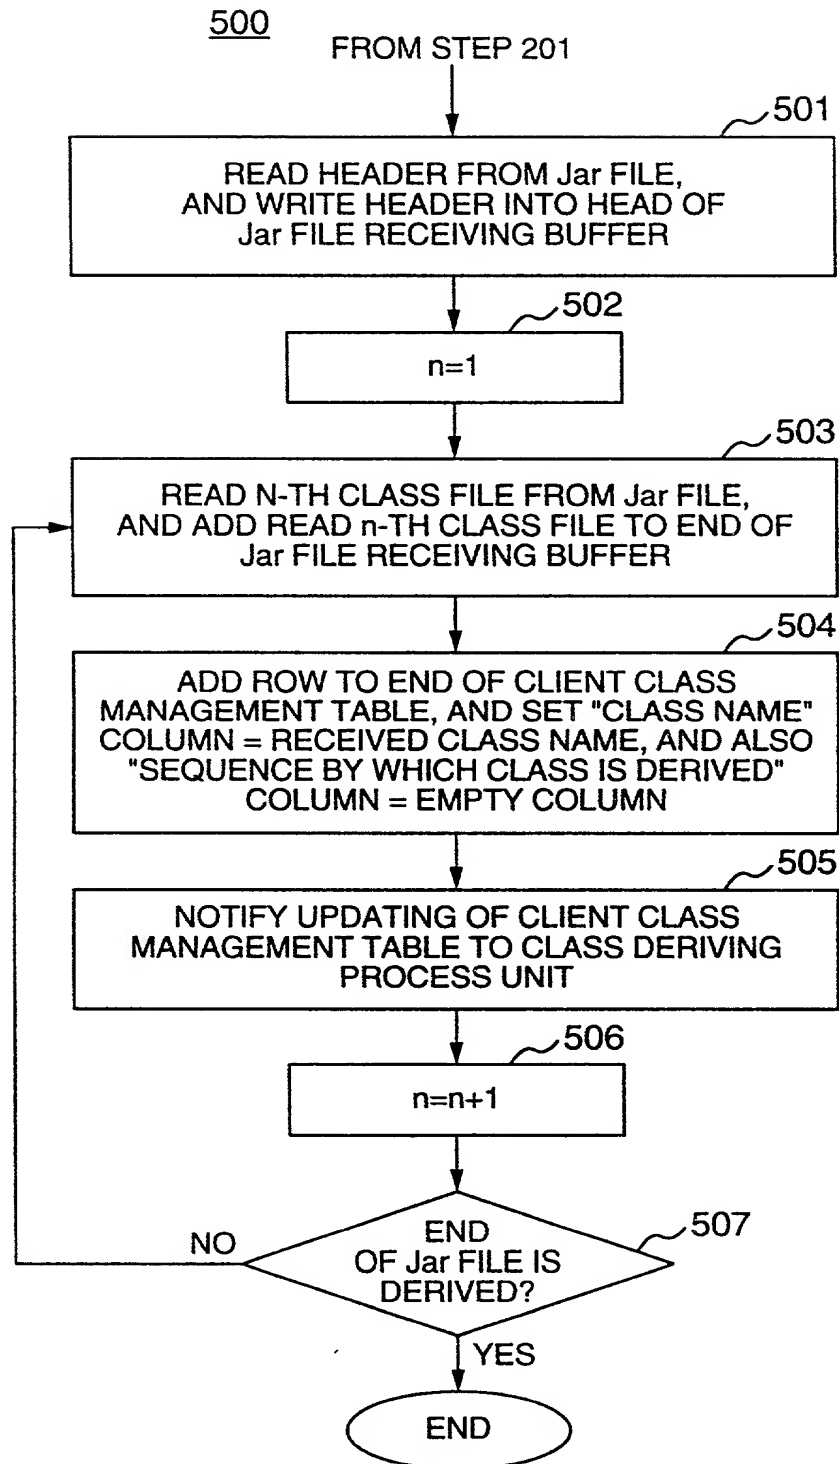 500
FROM STEP 201
501
READ HEADER FROM Jar FILE,
AND WRITE HEADER INTO HEAD OF
Jar FILE RECEIVING BUFFER
502
n=1
503
READ N-TH CLASS FILE FROM Jar FILE,
AND ADD READ n-TH CLASS FILE TO END OF
Jar FILE RECEIVING BUFFER
504
ADD ROW TO END OF CLIENT CLASS
MANAGEMENT TABLE, AND SET "CLASS NAME"
COLUMN = RECEIVED CLASS NAME, AND ALSO
"SEQUENCE BY WHICH CLASS IS DERIVED"
COLUMN = EMPTY COLUMN
505
NOTIFY UPDATING OF CLIENT CLASS
MANAGEMENT TABLE TO CLASS DERIVING
PROCESS UNIT
506
n=n+1
507
END
OF Jar FILE IS
DERIVED?
NO
YES
END